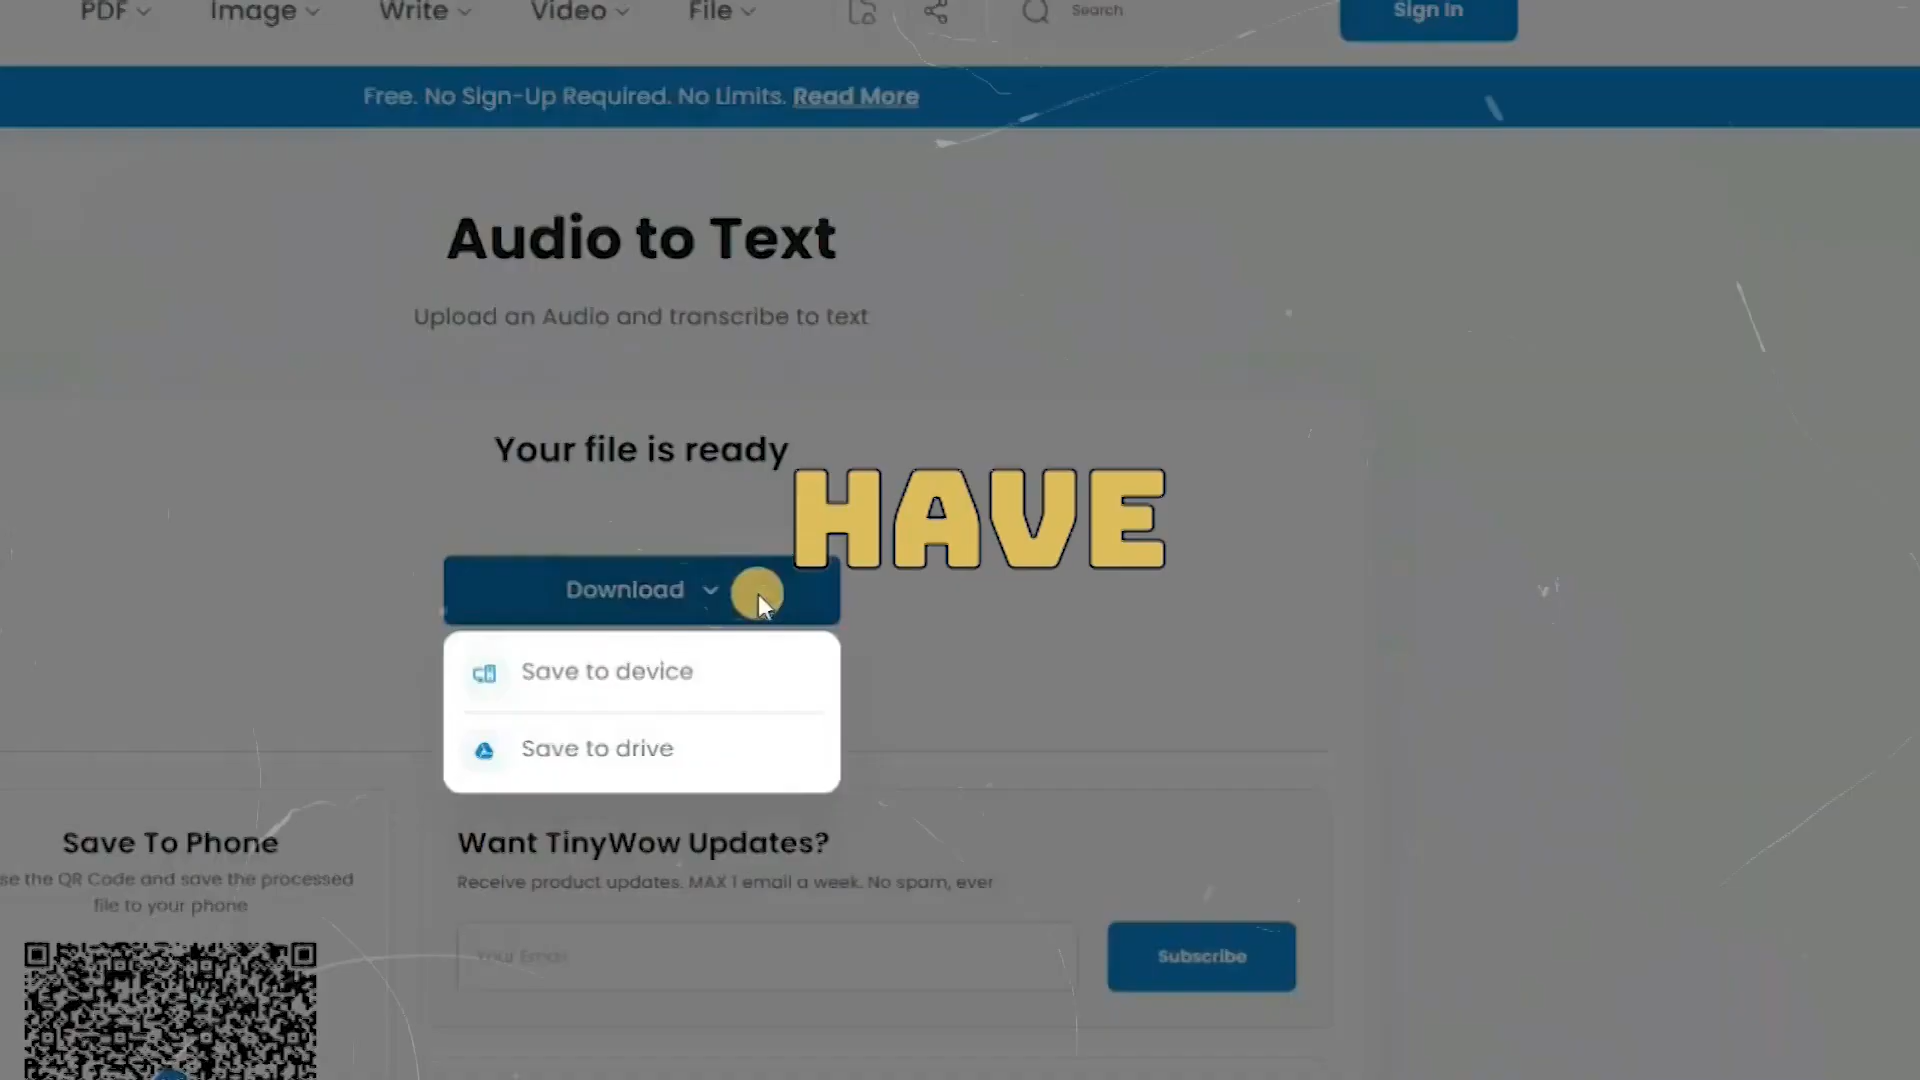 PDF Image Write Video File Search Sign In
Free. No Sign-Up Required. No Limits. Read More
Audio to Text
Upload an Audio and transcribe to text
Your file is ready
HAVE
Download
Save to device
Save to drive
Save To Phone
se the QR Code and save the processed
file to your phone
Want TinyWow Updates?
Receive product updates. MAX 1 email a week. No spam, ever
Your Email
Subscribe